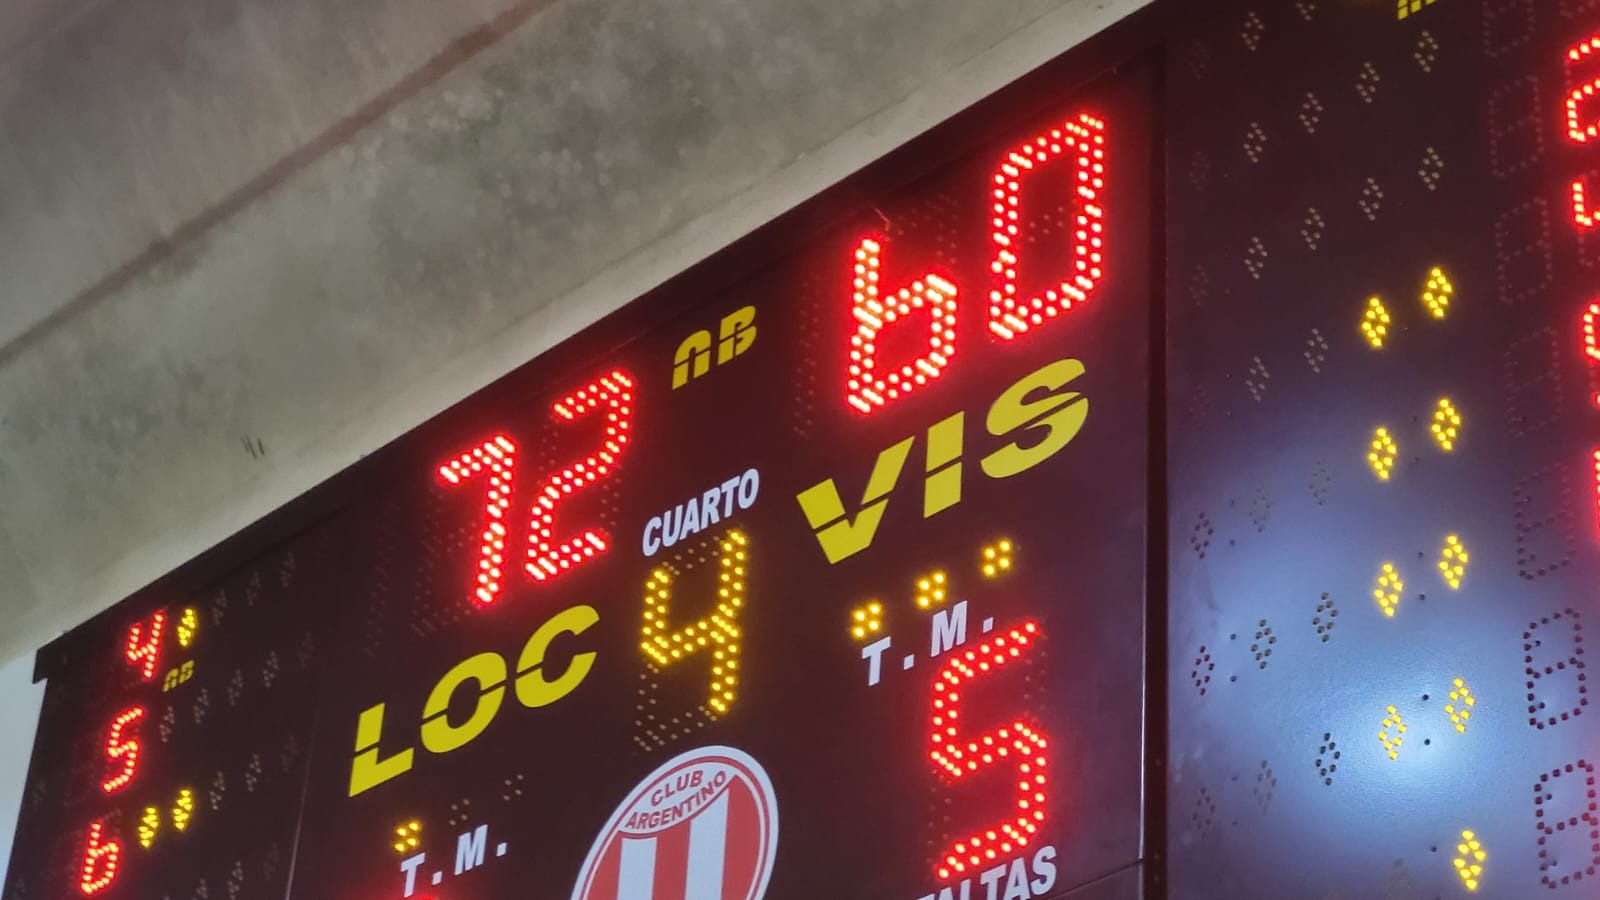 72
AB
60
LOC
CUARTO
4
VIS
T.M.
T.M.
5
FALTAS
CLUB
ARGENTINO
4
AB
5
6